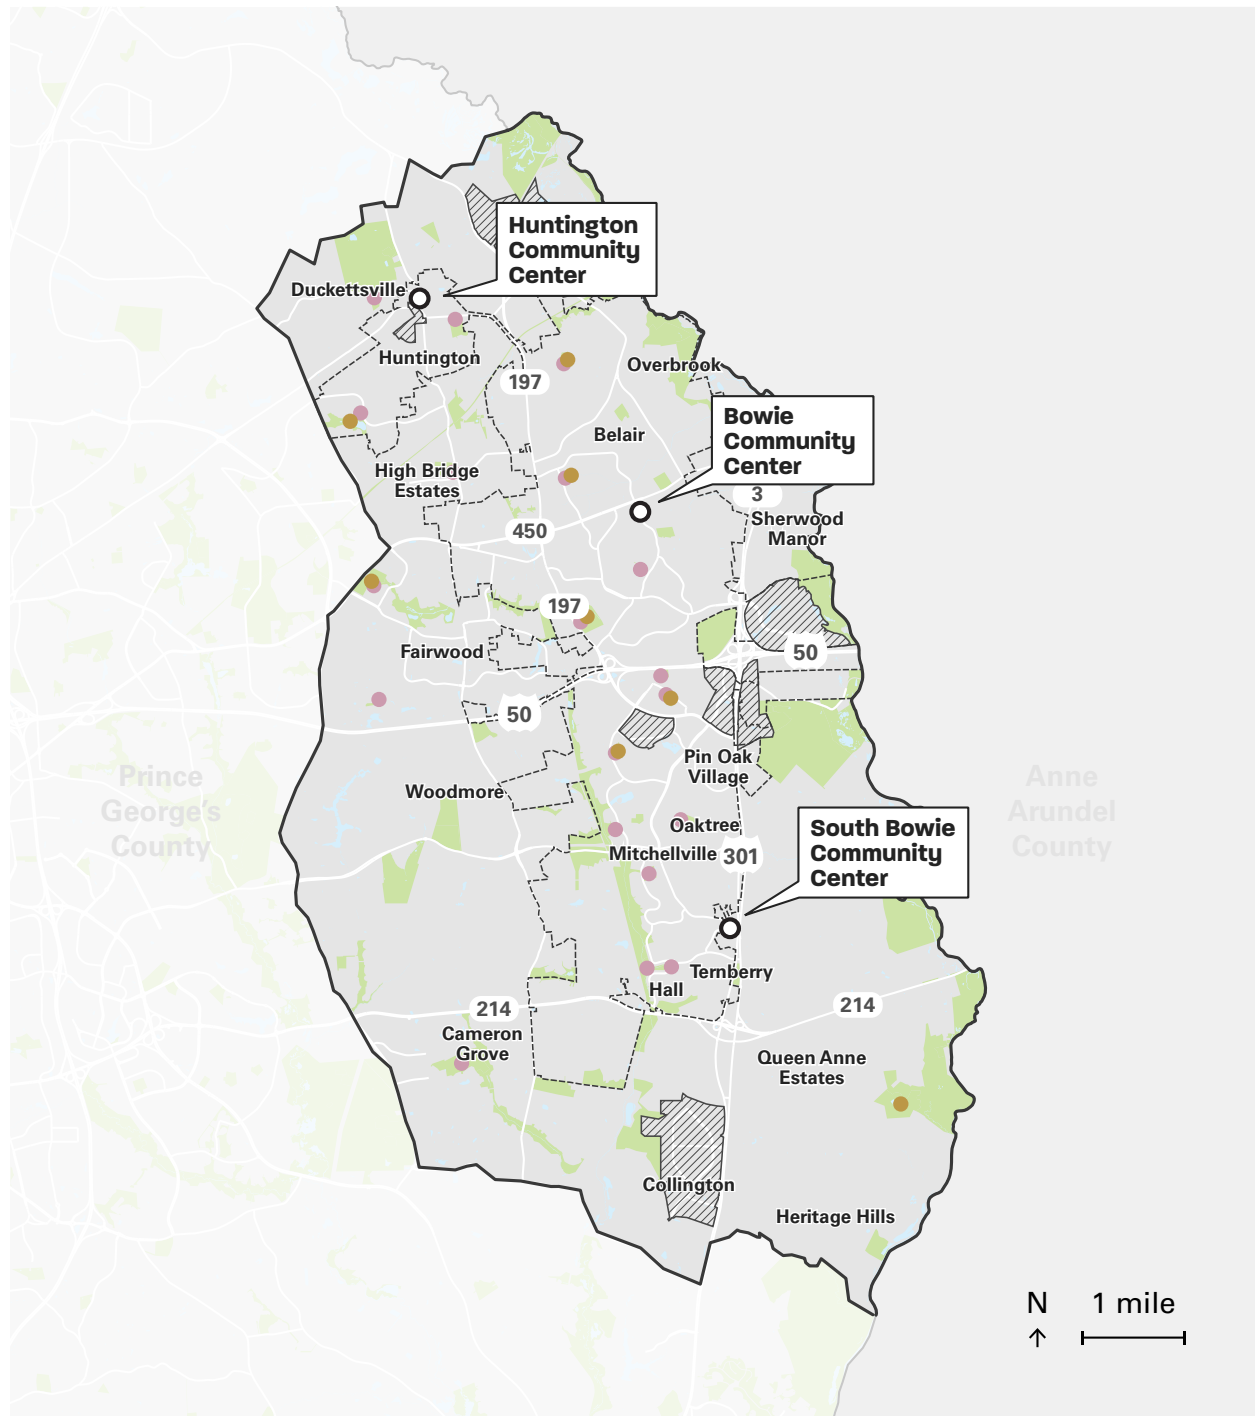 Huntington
Community
Center
Duckettsville
Huntington
197
Overbrook
Bowie
Community
Center
Belair
High Bridge
Estates
3
Sherwood
Manor
450
197
Fairwood
50
50
Pin Oak
Village
Prince
George's
County
Woodmore
Anne
Arundel
County
South Bowie
Community
Center
Oaktree
Mitchellville
301
Ternberry
Hall
214
214
Cameron
Grove
Queen Anne
Estates
Collington
Heritage Hills
N
1 mile